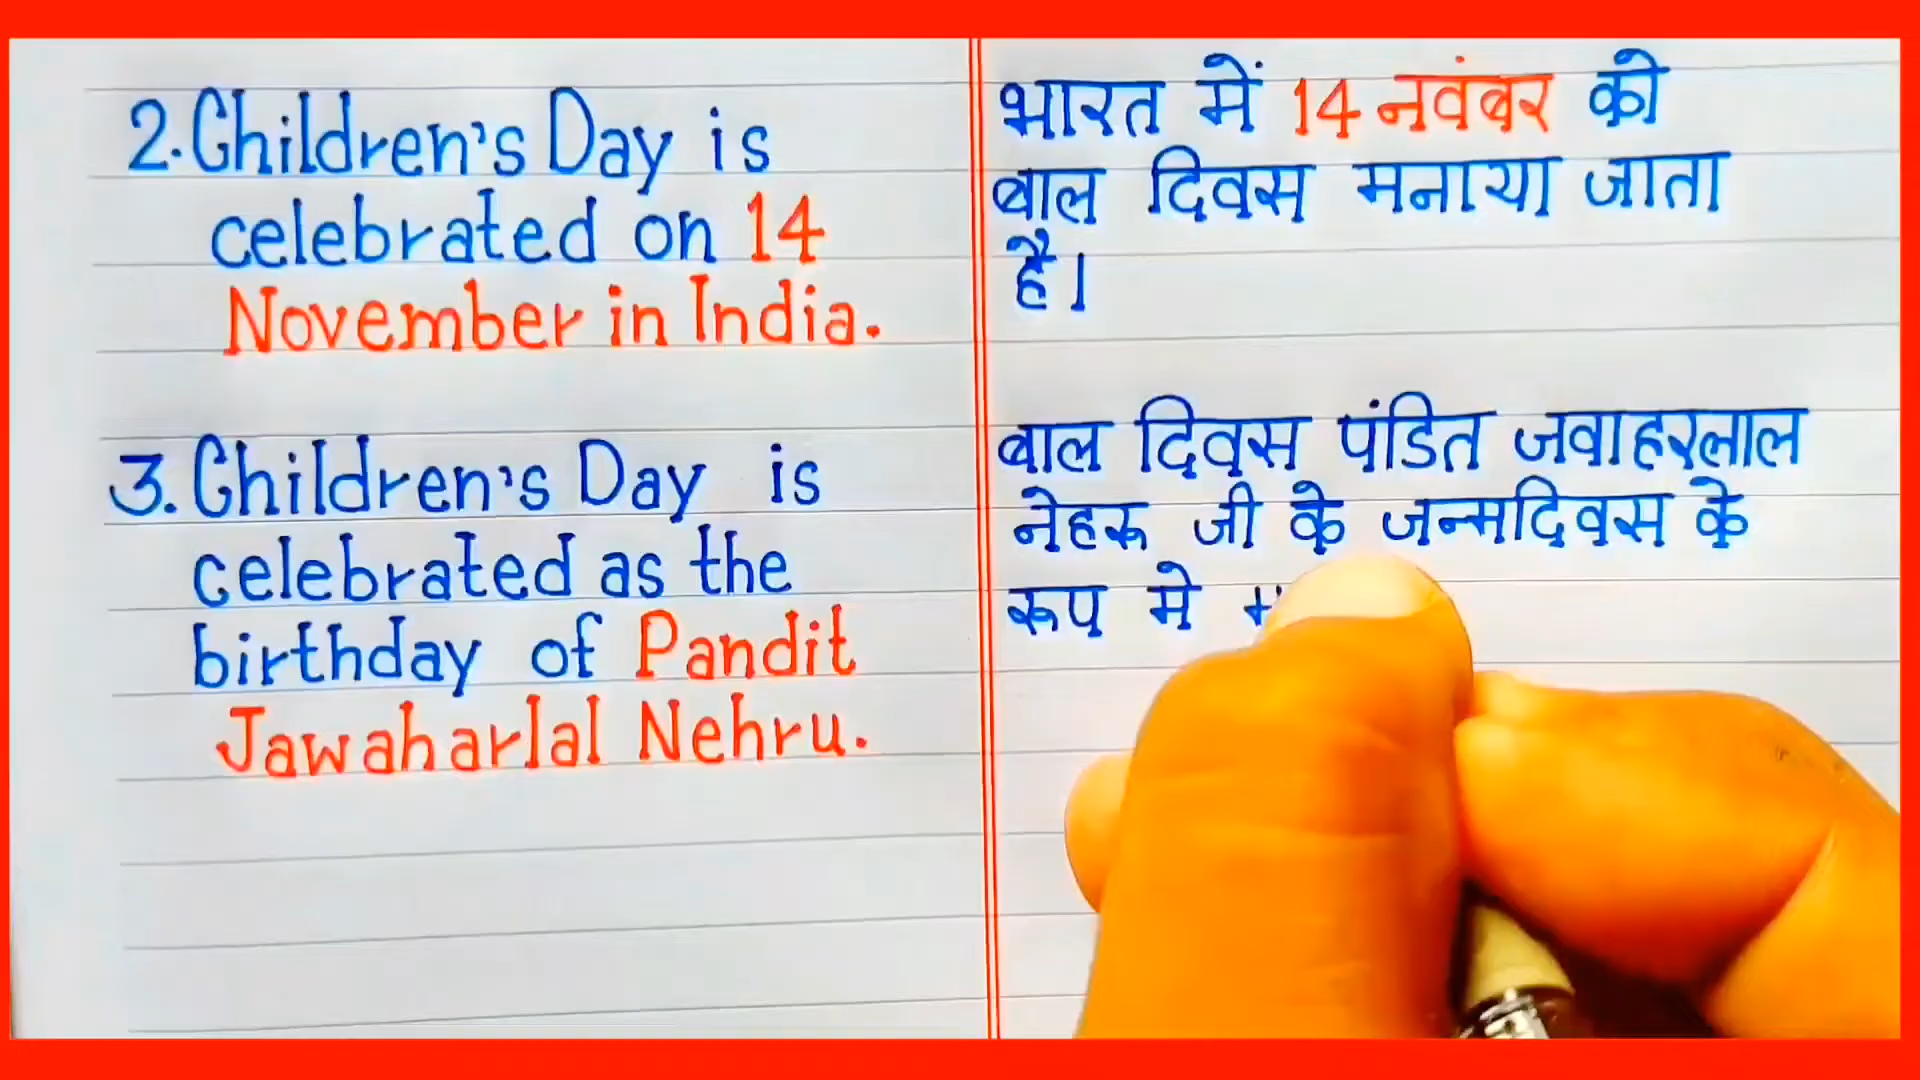 2. Children's Day is
celebrated on 14
November in India.
3. Children's Day is
celebrated as the
birthday of Pandit
Jawaharlal Nehru.
भारत में 14 नवंबर को
बाल दिवस मनाया जाता
है।
बाल दिवस पंडित जवाहरलाल
नेहरू जी के जन्मदिवस के
रूप मे